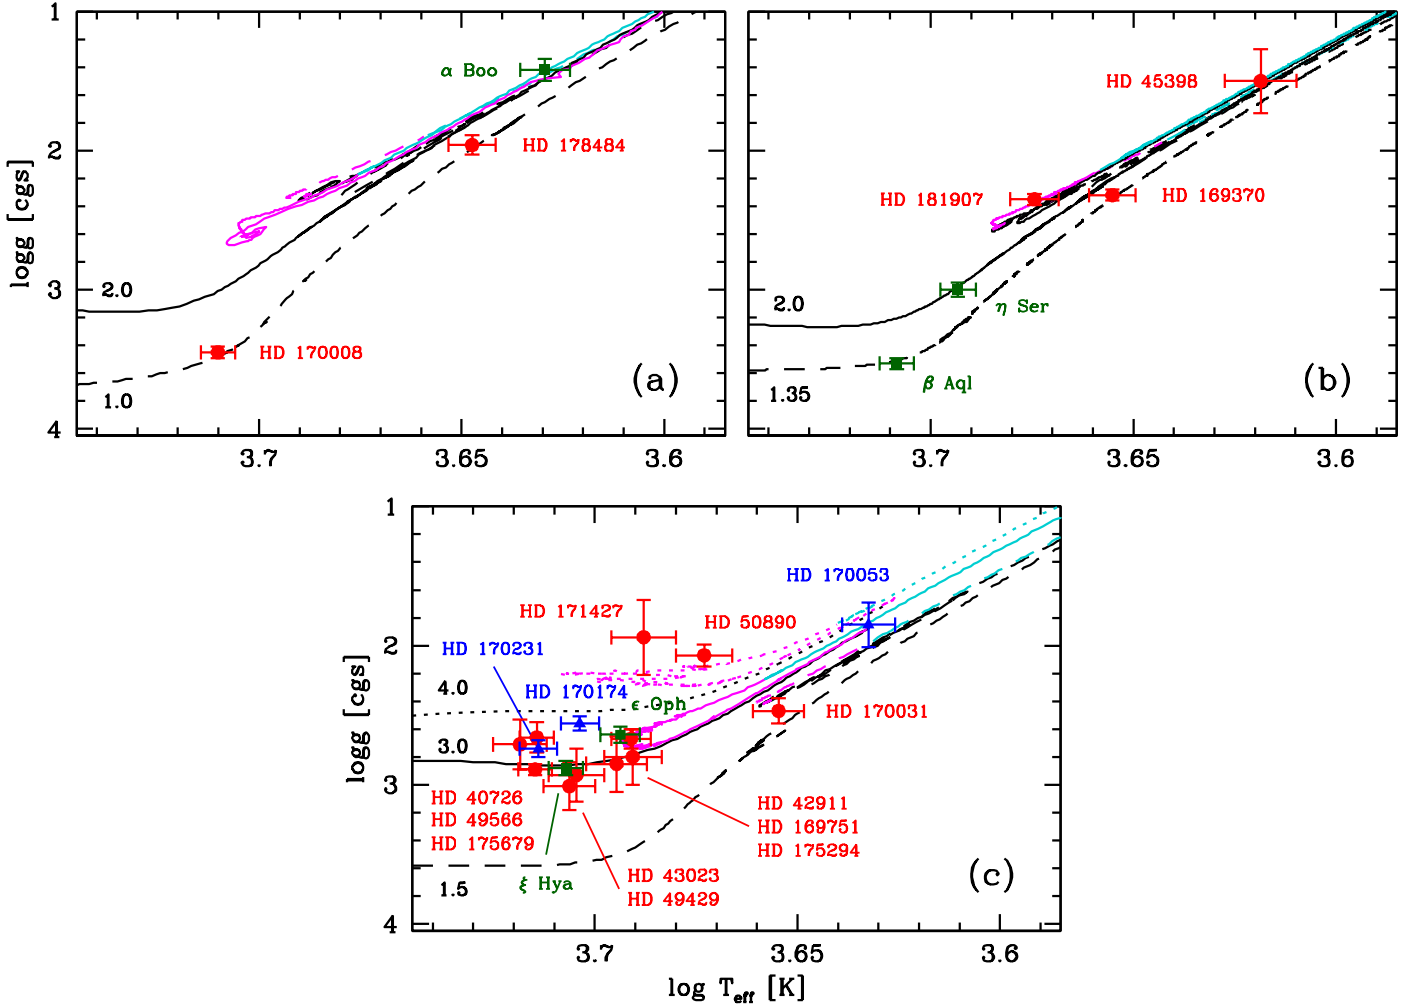 1
2
3
4
logg [cgs]
α Boo
HD 178484
2.0
HD 170008
1.0
(a)
3.7
3.65
3.6
HD 45398
HD 181907
HD 169370
η Ser
2.0
β Aql
1.35
(b)
3.7
3.65
3.6
1
2
3
4
logg [cgs]
HD 170053
HD 171427
HD 50890
HD 170231
4.0
HD 170174
ϵ Oph
HD 170031
3.0
HD 40726
HD 49566
HD 175679
HD 42911
HD 169751
HD 175294
1.5
ξ Hya
HD 43023
HD 49429
(c)
3.7
3.65
3.6
log Teff [K]